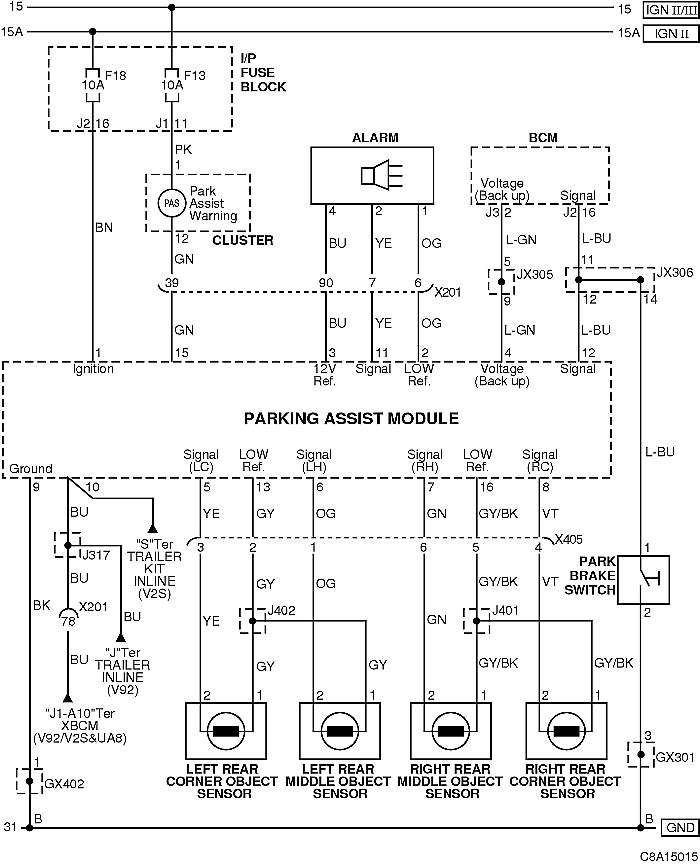 15 15 IGN II/III
15A 15A IGN II
I/P
FUSE
BLOCK
F18 F13
10A 10A
J2 16 J1 11
PK
1
PAS
Park
Assist
Warning
12 CLUSTER
ALARM
BCM
Voltage
(Back up)
Signal
4 2 1 J3 2 J2 16
BN
GN BU YE OG L-GN L-BU
5 11
39 90 7 6 X201
JX305 JX306
9 12 14
GN BU YE OG L-GN L-BU
1 15 3 11 2 4 12
Ignition
12V
Ref.
Signal
LOW
Ref.
Voltage
(Back up)
Signal
PARKING ASSIST MODULE
Ground
Signal
(LC)
LOW
Ref.
Signal
(LH)
Signal
(RH)
LOW
Ref.
Signal
(RC)
L-BU
9 10 5 13 6 7 16 8
BU YE GY OG GN GY/BK VT
"S"Ter
TRAILER
KIT
INLINE
(V2S)
J317
3 2 1 6 5 4 X405
PARK
BRAKE
SWITCH
1
2
BU GY OG GY/BK VT
BK
X201
78
BU
YE J402 GN J401
BU
"J"Ter
TRAILER
INLINE
(V92)
GY GY GY/BK GY/BK
"J1-A10"Ter
XBCM
(V92/V2S&UA8)
2 1 2 1 2 1 2 1
LEFT REAR
CORNER OBJECT
SENSOR
LEFT REAR
MIDDLE OBJECT
SENSOR
RIGHT REAR
MIDDLE OBJECT
SENSOR
RIGHT REAR
CORNER OBJECT
SENSOR
3
GX301
1
GX402
31 B B GND
C8A15015